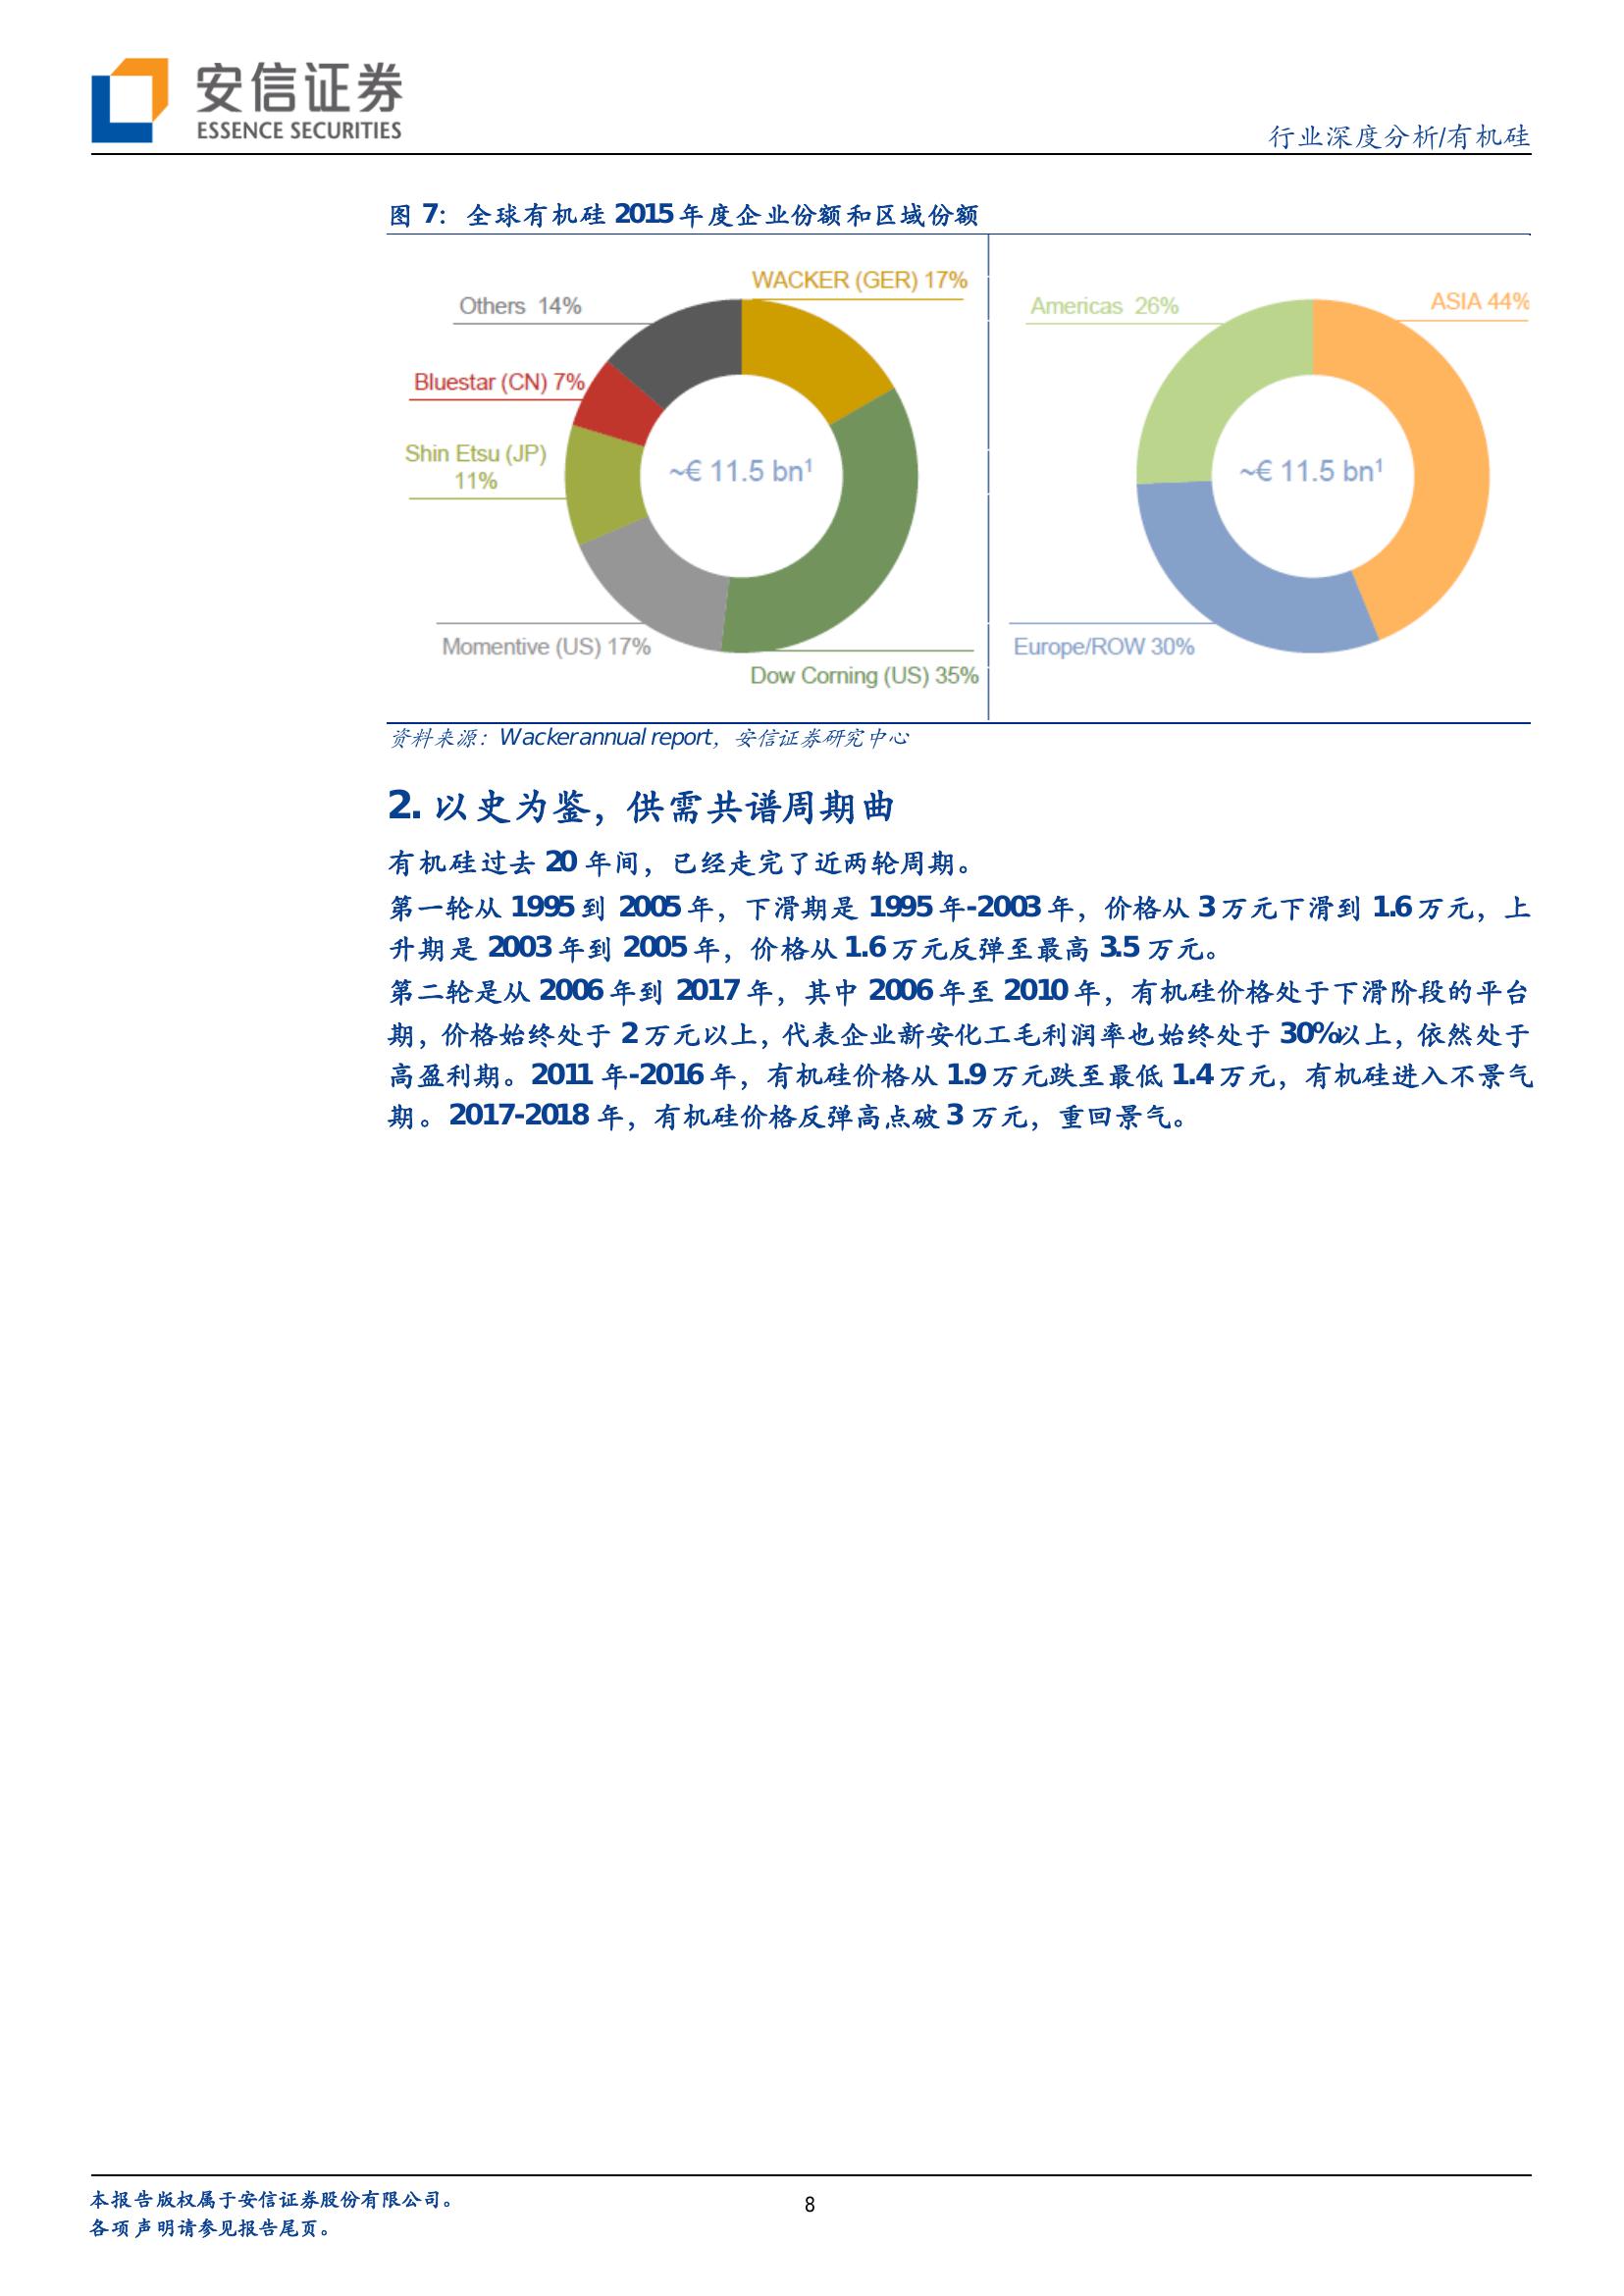 安信证券
ESSENCE SECURITIES
行业深度分析/有机硅
图 7：全球有机硅 2015 年度企业份额和区域份额
WACKER (GER) 17%
Others 14%
Bluestar (CN) 7%
Shin Etsu (JP)
11%
~€ 11.5 bn¹
Momentive (US) 17%
Dow Corning (US) 35%
Americas 26%
ASIA 44%
~€ 11.5 bn¹
Europe/ROW 30%
资料来源：Wacker annual report，安信证券研究中心
2. 以史为鉴，供需共谱周期曲
有机硅过去 20 年间，已经走完了近两轮周期。
第一轮从 1995 到 2005 年，下滑期是 1995 年-2003 年，价格从 3 万元下滑到 1.6 万元，上
升期是 2003 年到 2005 年，价格从 1.6 万元反弹至最高 3.5 万元。
第二轮是从 2006 年到 2017 年，其中 2006 年至 2010 年，有机硅价格处于下滑阶段的平台
期，价格始终处于 2 万元以上，代表企业新安化工毛利润率也始终处于 30%以上，依然处于
高盈利期。2011 年-2016 年，有机硅价格从 1.9 万元跌至最低 1.4 万元，有机硅进入不景气
期。2017-2018 年，有机硅价格反弹高点破 3 万元，重回景气。
本报告版权属于安信证券股份有限公司。
各项声明请参见报告尾页。
8